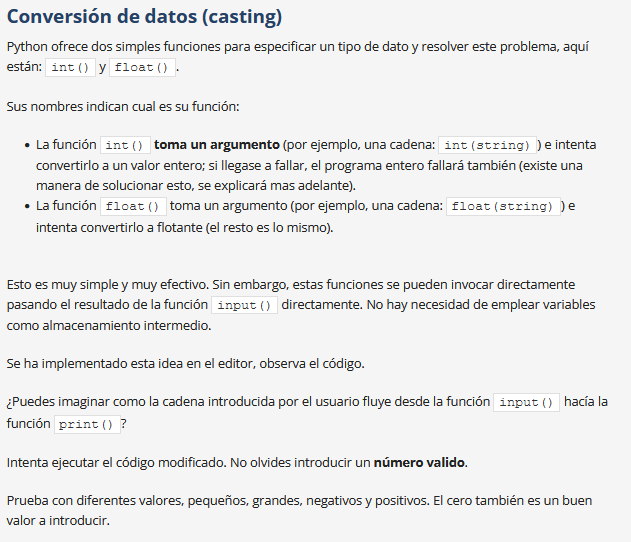 Conversión de datos (casting)
Python ofrece dos simples funciones para especificar un tipo de dato y resolver este problema, aquí
están: int() y float().
Sus nombres indican cual es su función:
• La función int() toma un argumento (por ejemplo, una cadena: int(string)) e intenta
convertirlo a un valor entero; si llegase a fallar, el programa entero fallará también (existe una
manera de solucionar esto, se explicará mas adelante).
• La función float() toma un argumento (por ejemplo, una cadena: float(string)) e
intenta convertirlo a flotante (el resto es lo mismo).
Esto es muy simple y muy efectivo. Sin embargo, estas funciones se pueden invocar directamente
pasando el resultado de la función input() directamente. No hay necesidad de emplear variables
como almacenamiento intermedio.
Se ha implementado esta idea en el editor, observa el código.
¿Puedes imaginar como la cadena introducida por el usuario fluye desde la función input() hacía la
función print()?
Intenta ejecutar el código modificado. No olvides introducir un número valido.
Prueba con diferentes valores, pequeños, grandes, negativos y positivos. El cero también es un buen
valor a introducir.